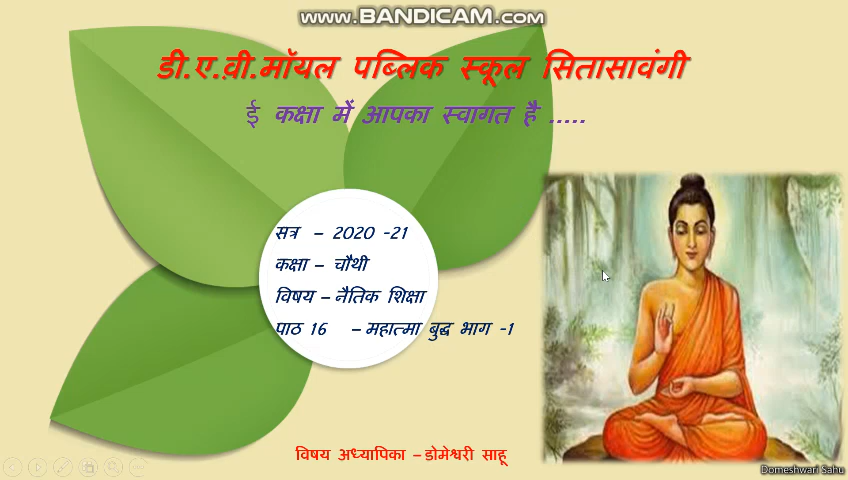 www.BANDICAM.com
डी.ए.व़ी.मॉयल पब्लिक स्कूल सितासावंगी
ई कक्षा में आपका स्वागत है .....
सत्र – 2020 -21
कक्षा – चौथी
विषय – नैतिक शिक्षा
पाठ 16 – महात्मा बुद्ध भाग -1
विषय अध्यापिका – डोमेश्वरी साहू
Domeshwari Sahu